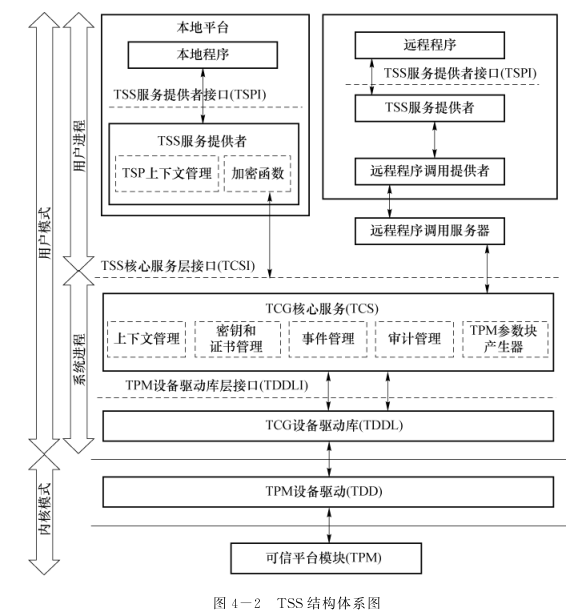 本地平台
本地程序
TSS服务提供者接口(TSPI)
TSS服务提供者
TSP上下文管理
加密函数
远程程序
TSS服务提供者接口(TSPI)
TSS服务提供者
远程程序调用提供者
远程程序调用服务器
用户模式
用户进程
TSS核心服务层接口(TCSI)
系统进程
TCG核心服务(TCS)
上下文管理
密钥和
证书管理
事件管理
审计管理
TPM参数块
产生器
TPM设备驱动库层接口(TDDLI)
TCG设备驱动库(TDDL)
内核模式
TPM设备驱动(TDD)
可信平台模块(TPM)
图 4-2 TSS结构体系图